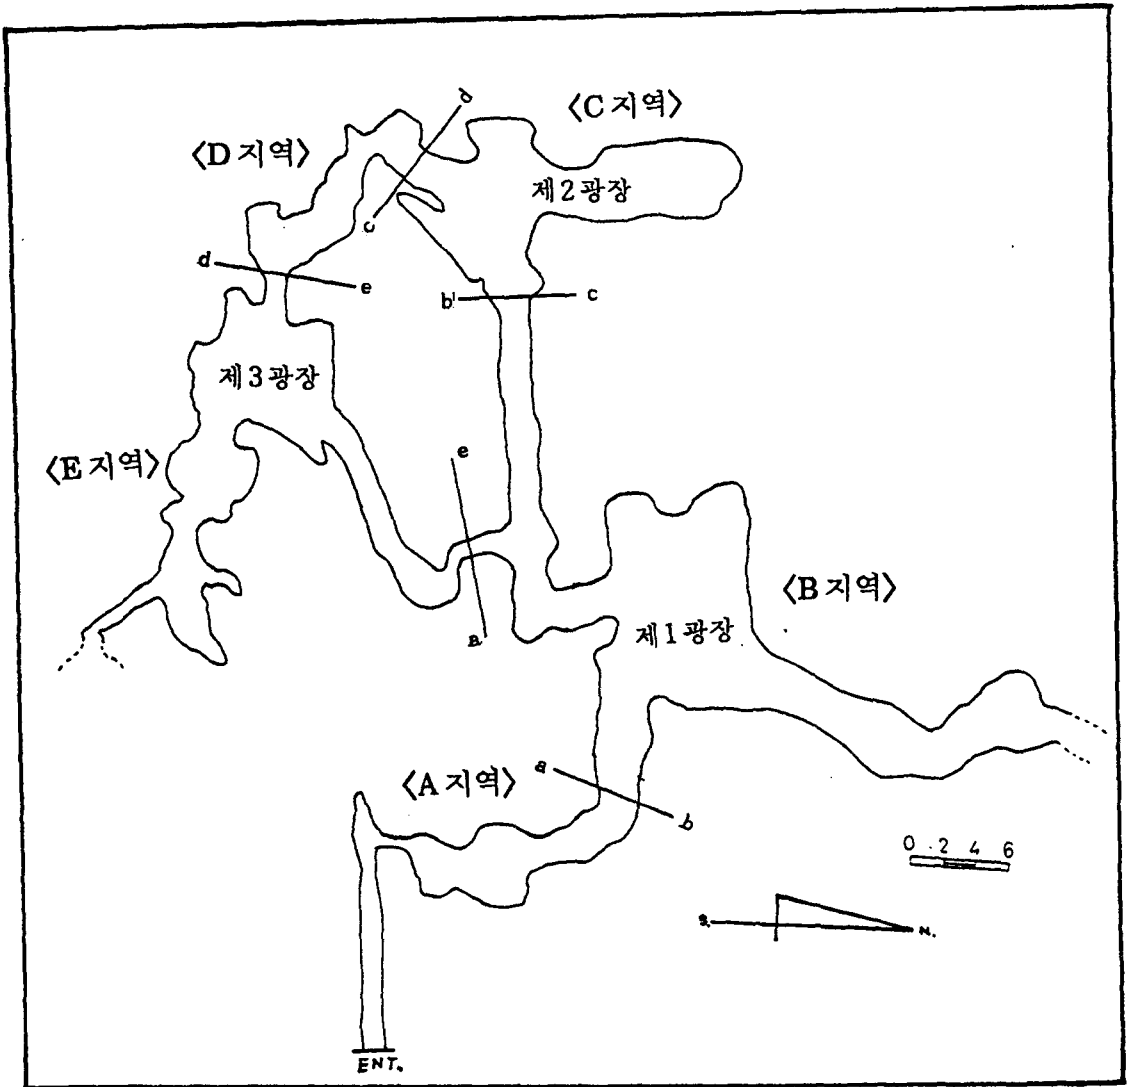 d
〈C 지역〉
〈D 지역〉
제2광장
c
d
e
b'
c
제3광장
e
〈E 지역〉
〈B 지역〉
a
제1광장
a
〈A 지역〉
b
0 2 4 6
S.
N.
ENT.